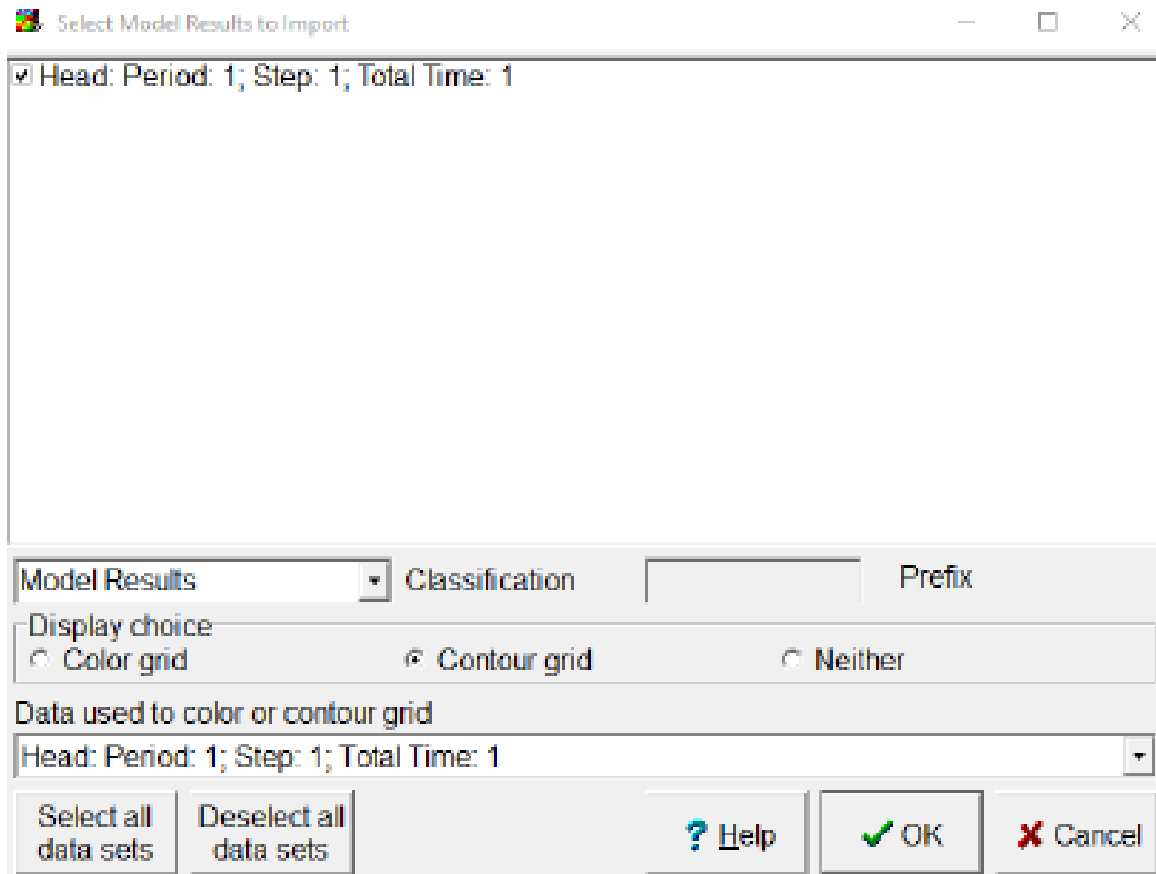 Select Model Results to Import
Head: Period: 1; Step: 1; Total Time: 1
Model Results
Classification
Prefix
Display choice
Color grid
Contour grid
Neither
Data used to color or contour grid
Head: Period: 1; Step: 1; Total Time: 1
Select all
data sets
Deselect all
data sets
? Help
OK
Cancel